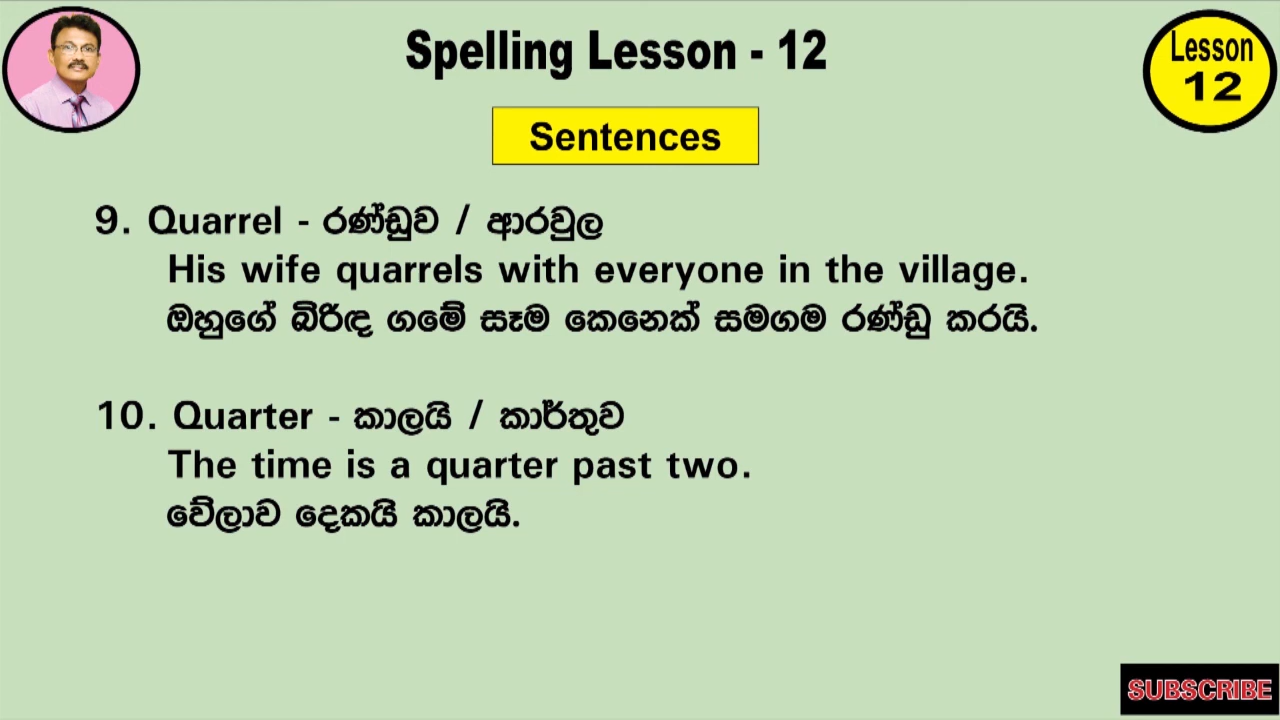 Spelling Lesson - 12
Lesson
12
Sentences
9. Quarrel - රණ්ඩුව / ආරවුල
His wife quarrels with everyone in the village.
ඔහුගේ බිරිඳ ගමේ සෑම කෙනෙක් සමගම රණ්ඩු කරයි.
10. Quarter - කාලයි / කාර්තුව
The time is a quarter past two.
වේලාව දෙකයි කාලයි.
SUBSCRIBE